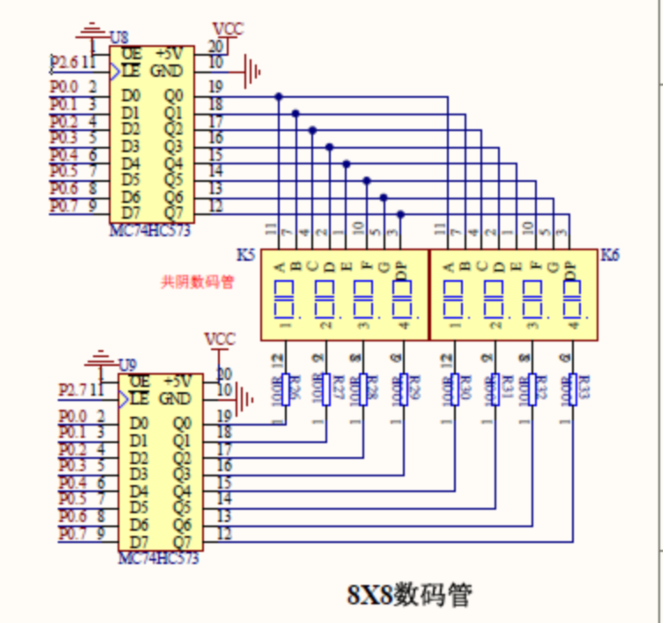 VCC
U8
1 OE +5V 20
P2.6 11 LE GND 10
P0.0 2 D0 Q0 19
P0.1 3 D1 Q1 18
P0.2 4 D2 Q2 17
P0.3 5 D3 Q3 16
P0.4 6 D4 Q4 15
P0.5 7 D5 Q5 14
P0.6 8 D6 Q6 13
P0.7 9 D7 Q7 12
MC74HC573
11 7 4 2 1 10 5 3 11 7 4 2 1 10 5 3
K5 K6
A B C D E F G DP A B C D E F G DP
共阴数码管
1 2 3 4 1 2 3 4
12 9 8 6 12 9 8 6
R26 R27 R28 R29 R30 R31 R32 R33
1 1 1 1 1 1 1 1
VCC
U9
1 OE +5V 20
P2.7 11 LE GND 10
P0.0 2 D0 Q0 19
P0.1 3 D1 Q1 18
P0.2 4 D2 Q2 17
P0.3 5 D3 Q3 16
P0.4 6 D4 Q4 15
P0.5 7 D5 Q5 14
P0.6 8 D6 Q6 13
P0.7 9 D7 Q7 12
MC74HC573
8X8数码管